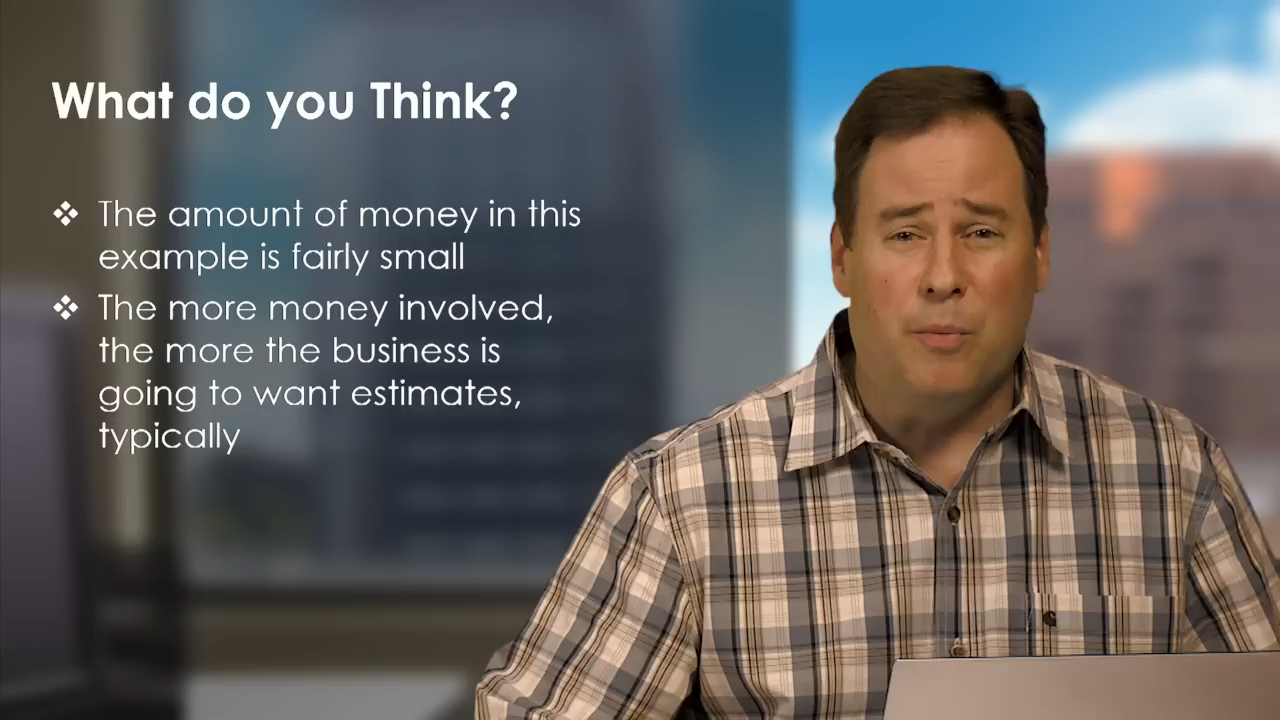 What do you Think?
❖ The amount of money in this
example is fairly small
❖ The more money involved,
the more the business is
going to want estimates,
typically